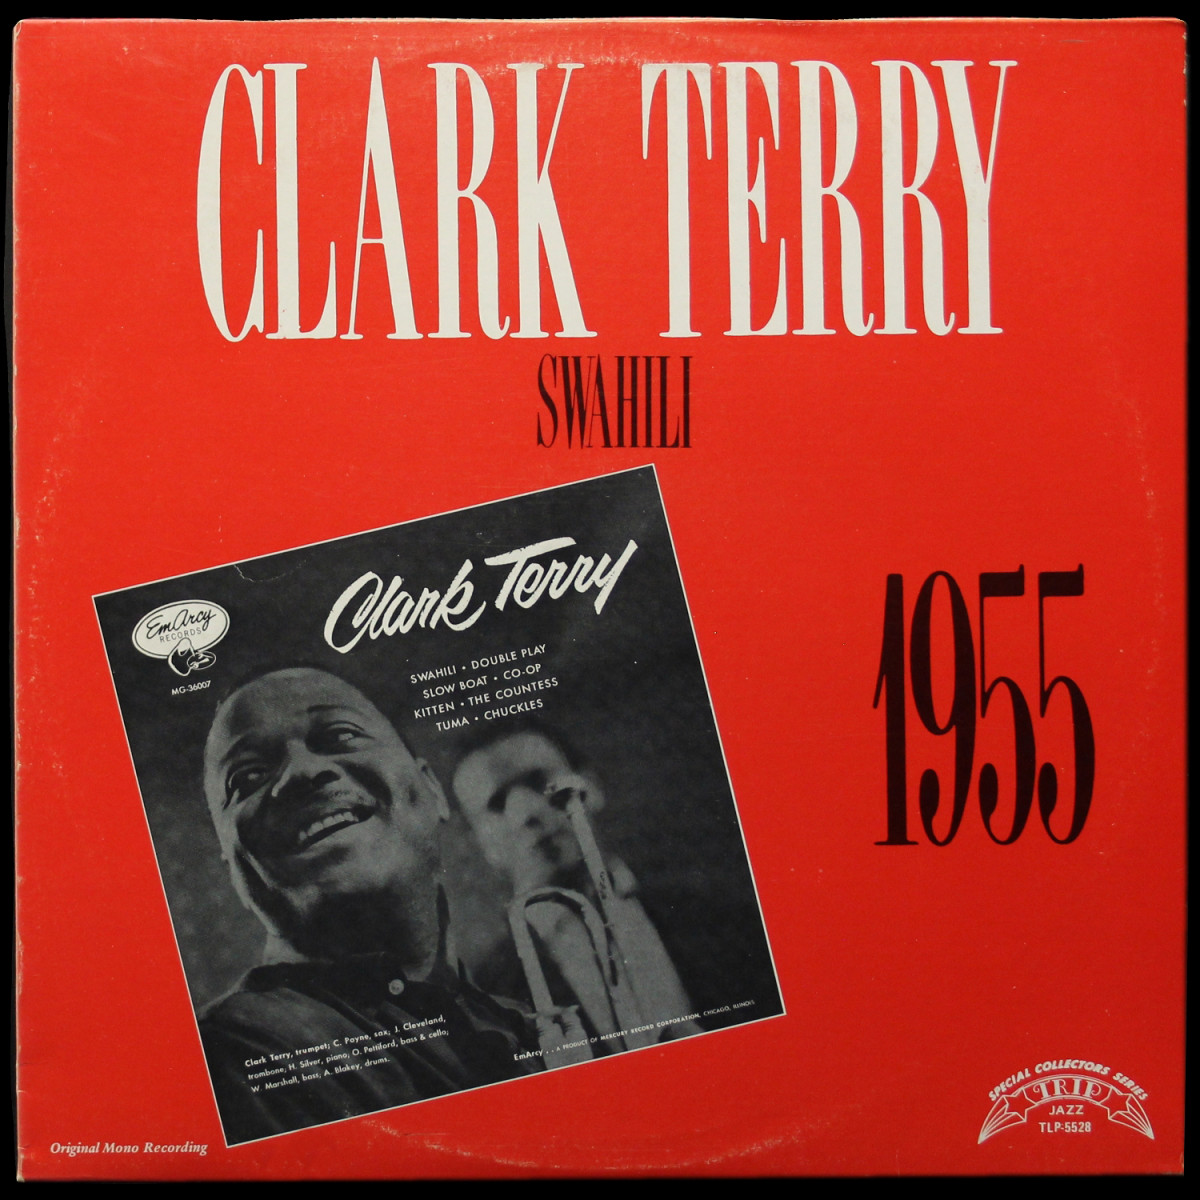 CLARK TERRY
SWAHILI
Clark Terry
EmArcy
RECORDS
MG-36007
SWAHILI • DOUBLE PLAY
SLOW BOAT • CO-OP
KITTEN • THE COUNTESS
TUMA • CHUCKLES
1955
Clark Terry, trumpet; C. Payne, sax; J. Cleveland,
trombone; H. Silver, piano; O. Pettiford, bass & cello;
W. Marshall, bass; A. Blakey, drums.
EmArcy . . A PRODUCT OF MERCURY RECORD CORPORATION, CHICAGO, ILLINOIS
SPECIAL COLLECTORS SERIES
TRIP
JAZZ
TLP-5528
Original Mono Recording